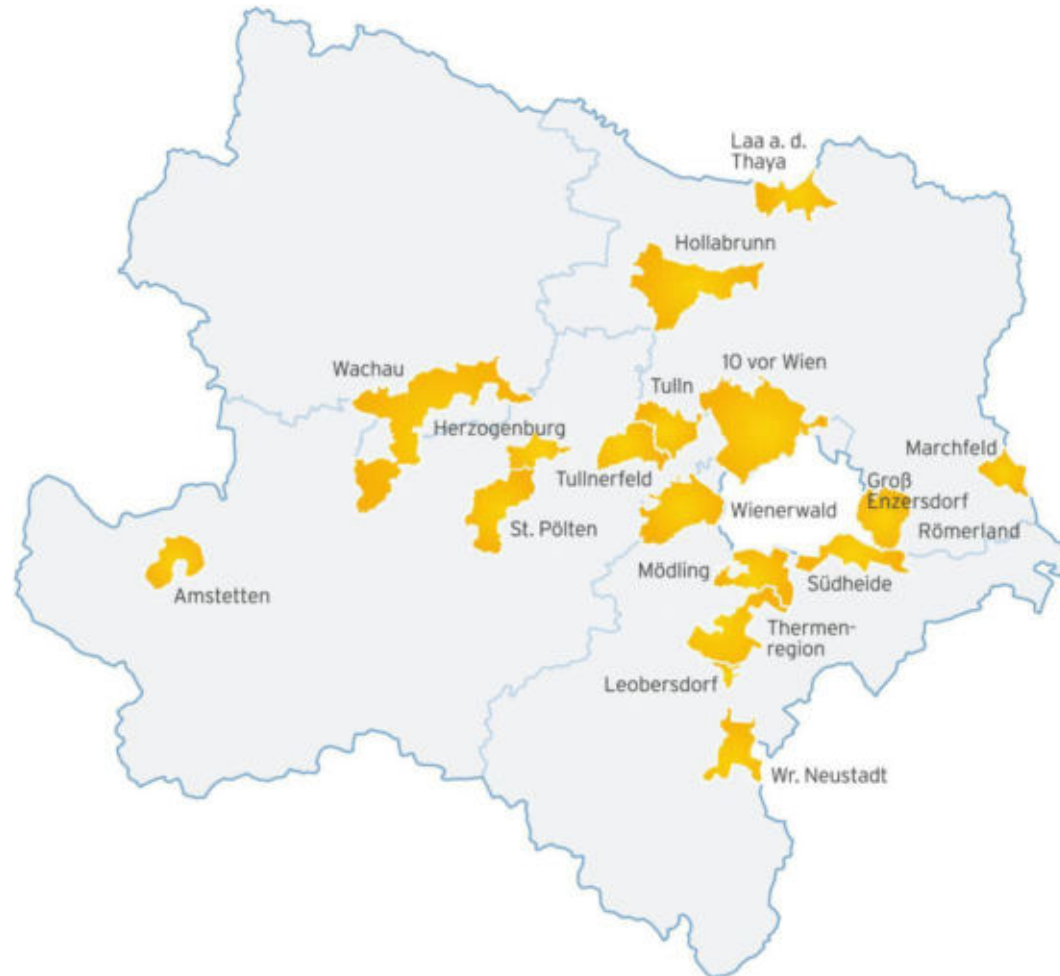 Laa a. d.
Thaya
Hollabrunn
Wachau
10 vor Wien
Tulln
Herzogenburg
Marchfeld
Tullnerfeld
Groß
Enzersdorf
St. Pölten
Wienerwald
Römerland
Mödling
Südheide
Amstetten
Thermen-
region
Leobersdorf
Wr. Neustadt